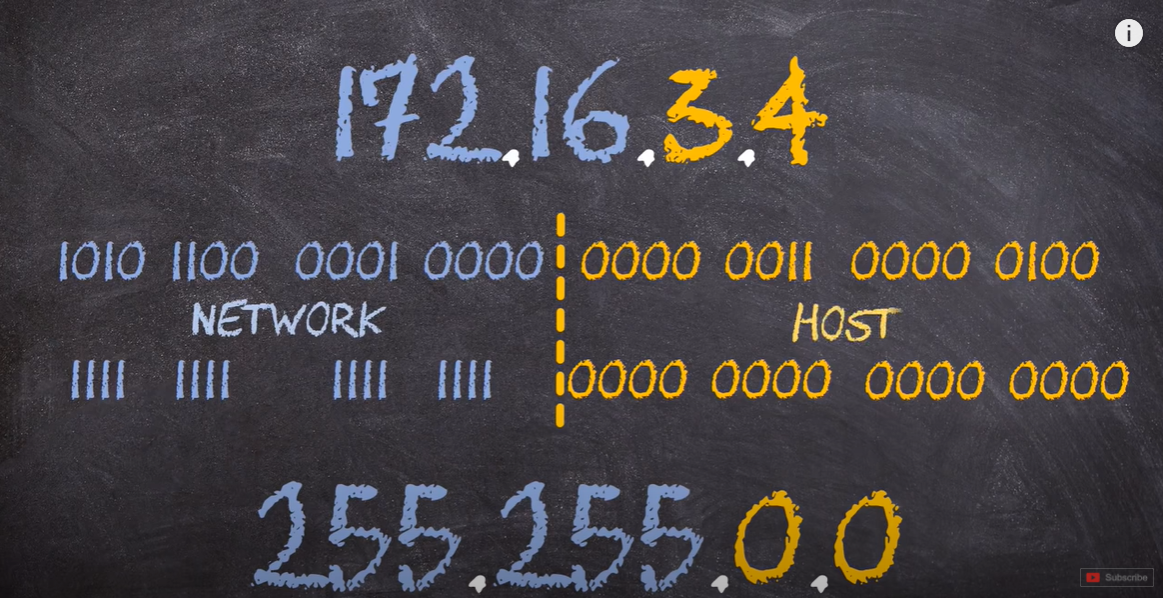 i
172.16.3.4
1010 1100 0001 0000 0000 0011 0000 0100
NETWORK HOST
1111 1111 1111 1111 0000 0000 0000 0000
255.255.0.0
Subscribe